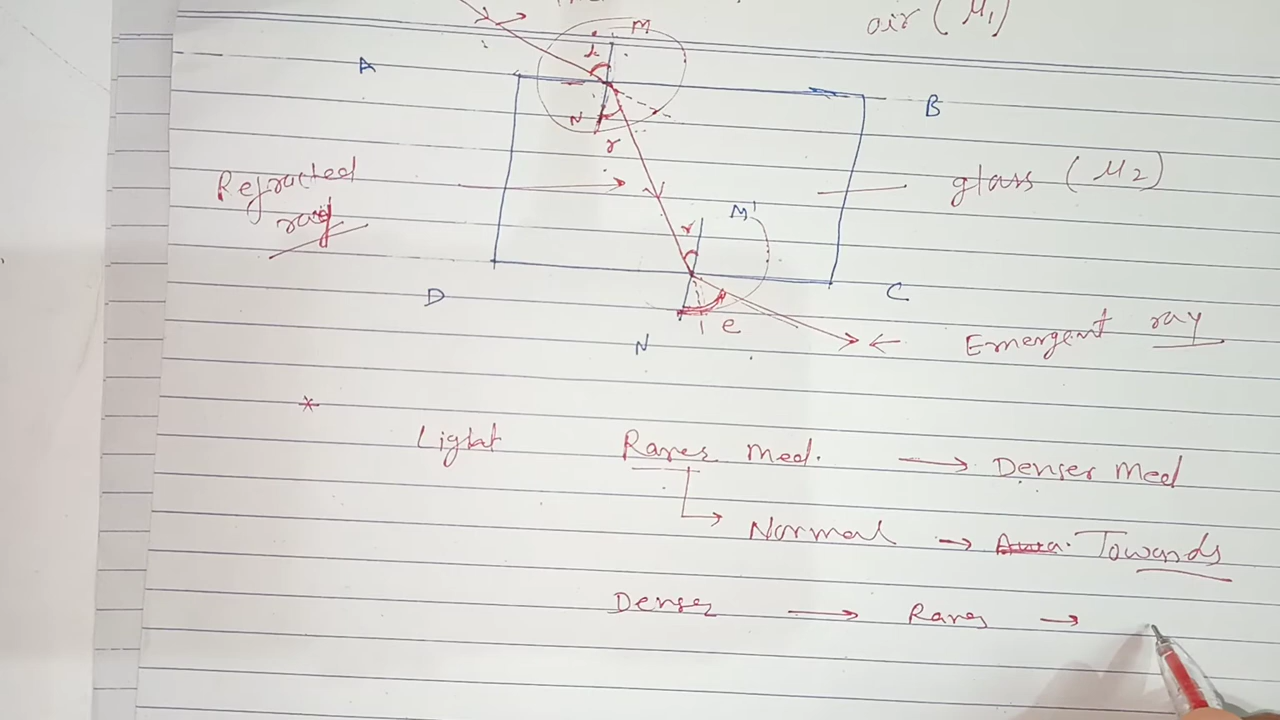 air (μ1)
M
i
A
B
N
r
Refracted
ray
glass (μ2)
M'
r
D
C
e
N
Emergent ray
*
Light Rarer Med. → Denser Med
Normal → Towards
Denser → Rarer →